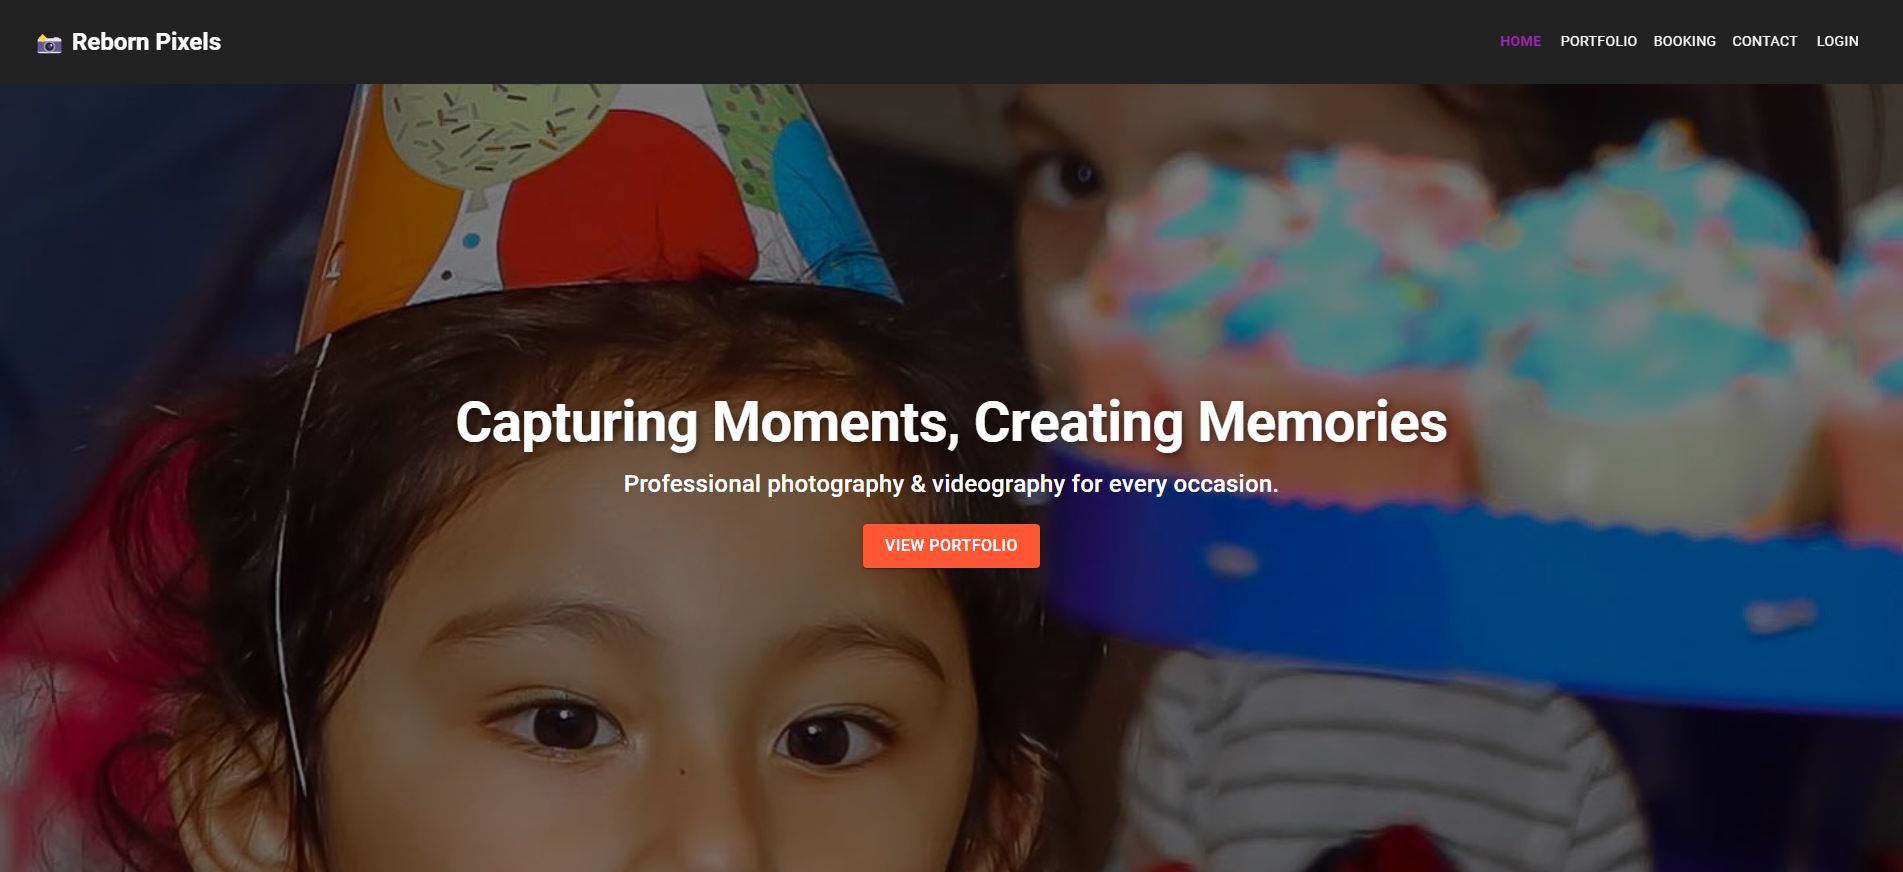 Reborn Pixels
HOME PORTFOLIO BOOKING CONTACT LOGIN
Capturing Moments, Creating Memories
Professional photography & videography for every occasion.
VIEW PORTFOLIO